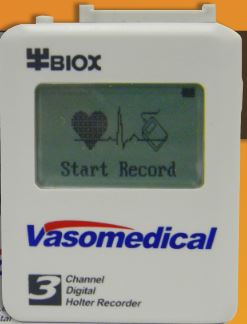 BIOX
Start Record
Vasomedical
3 Channel
Digital
Holter Recorder